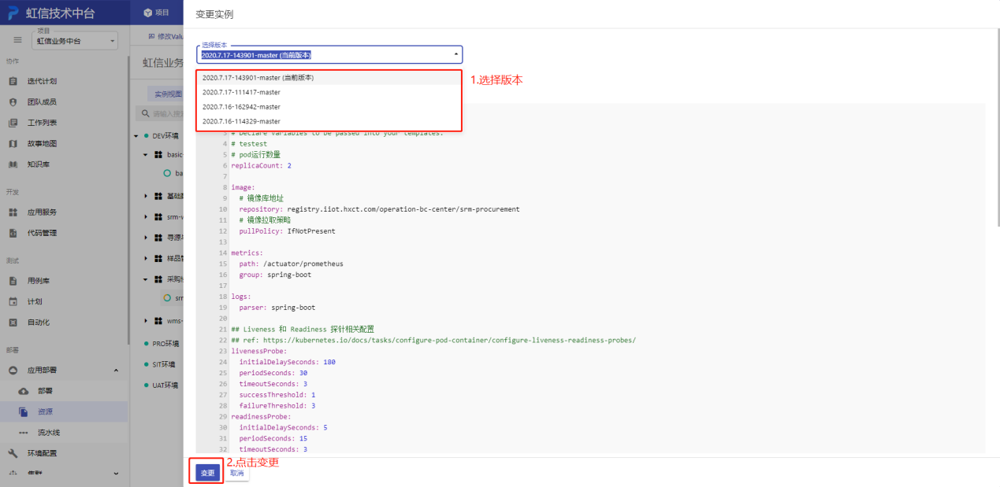 虹信技术中台
项目
项目
虹信业务中台
协作
迭代计划
团队成员
工作列表
故事地图
知识库
开发
应用服务
代码管理
测试
用例库
计划
自动化
部署
应用部署
部署
资源
流水线
环境配置
集群
修改Valu
虹信业务
实例视图
请输入搜
DEV环境
basic-
ba
基础数
srm-w
寻源
样品
采购
srm
wms-
PRO环境
SIT环境
UAT环境
变更实例
选择版本
2020.7.17-143901-master (当前版本)
2020.7.17-143901-master (当前版本)
2020.7.17-111417-master
2020.7.16-162942-master
2020.7.16-114329-master
1.选择版本
3 # Declare variables to be passed into your templates.
4 # testest
5 # pod运行数量
6 replicaCount: 2
7
8 image:
9 # 镜像库地址
10 repository: registry.iiot.hxct.com/operation-bc-center/srm-procurement
11 # 镜像拉取策略
12 pullPolicy: IfNotPresent
13
14 metrics:
15 path: /actuator/prometheus
16 group: spring-boot
17
18 logs:
19 parser: spring-boot
20
21 ## Liveness 和 Readiness 探针相关配置
22 ## ref: https://kubernetes.io/docs/tasks/configure-pod-container/configure-liveness-readiness-probes/
23 livenessProbe:
24 initialDelaySeconds: 180
25 periodSeconds: 30
26 timeoutSeconds: 3
27 successThreshold: 1
28 failureThreshold: 3
29 readinessProbe:
30 initialDelaySeconds: 5
31 periodSeconds: 15
32 timeoutSeconds: 3
2.点击变更
变更
取消